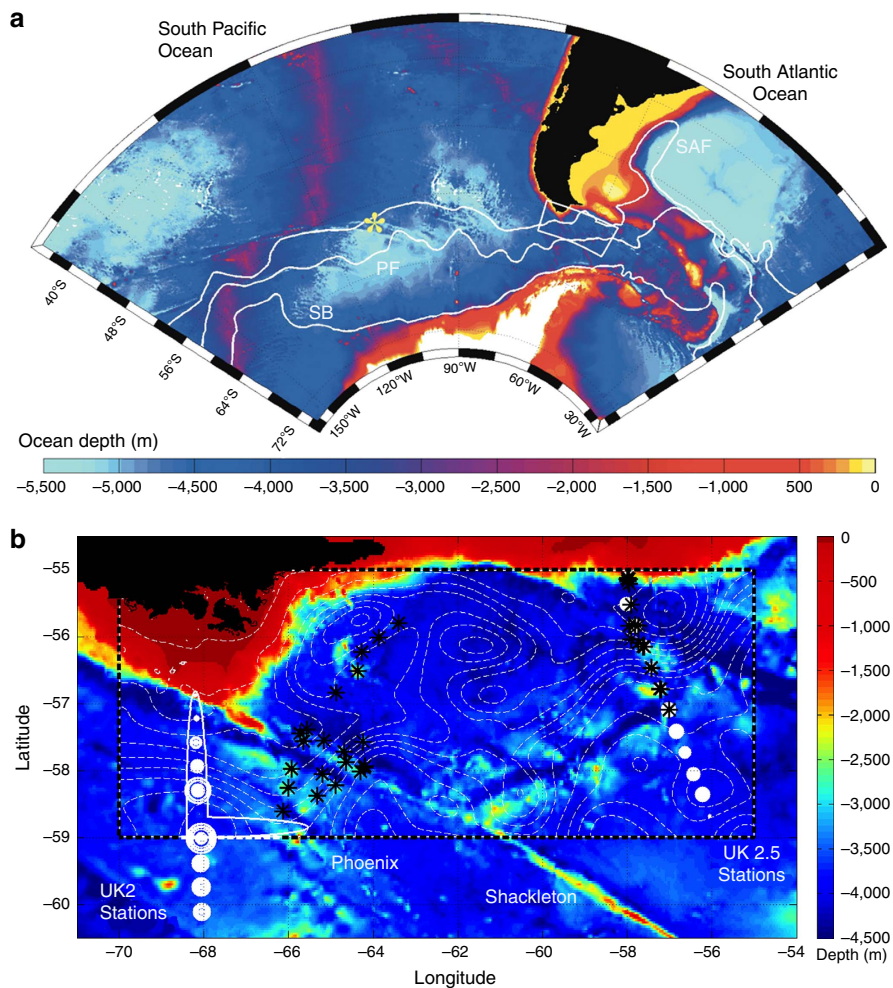 a
South Pacific
Ocean
South Atlantic
Ocean
SAF
PF
SB
40°S
48°S
56°S
64°S
72°S
150°W
120°W
90°W
60°W
30°W
Ocean depth (m)
–5,500 –5,000 –4,500 –4,000 –3,500 –3,000 –2,500 –2,000 –1,500 –1,000 500 0
b
–55
–56
–57
–58
–59
–60
Latitude
Phoenix
UK2
Stations
Shackleton
UK 2.5
Stations
–70 –68 –66 –64 –62 –60 –58 –56 –54
Longitude
0
–500
–1,000
–1,500
–2,000
–2,500
–3,000
–3,500
–4,000
–4,500
Depth (m)